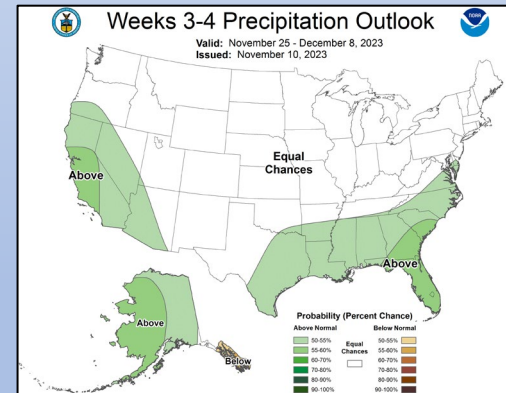 Weeks 3-4 Precipitation Outlook
Valid: November 25 - December 8, 2023
Issued: November 10, 2023
NOAA
Equal
Chances
Above
Above
Above
Below
Probability (Percent Chance)
Above Normal Equal Chances Below Normal
50-55% 50-55%
55-60% 55-60%
60-70% 60-70%
70-80% 70-80%
80-90% 80-90%
90-100% 90-100%